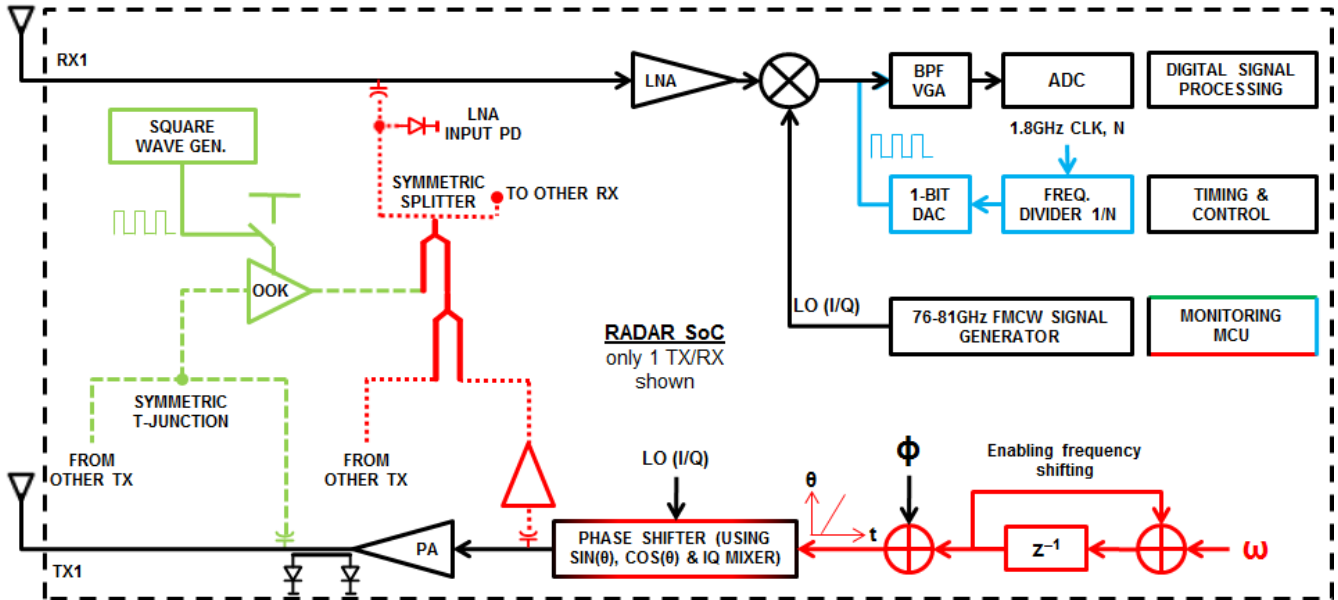 RX1
LNA
BPF
VGA
ADC
DIGITAL SIGNAL
PROCESSING
SQUARE
WAVE GEN.
LNA
INPUT PD
1.8GHz CLK, N
SYMMETRIC
SPLITTER
TO OTHER RX
1-BIT
DAC
FREQ.
DIVIDER 1/N
TIMING &
CONTROL
OOK
LO (I/Q)
76-81GHz FMCW SIGNAL
GENERATOR
MONITORING
MCU
RADAR SoC
only 1 TX/RX
shown
SYMMETRIC
T-JUNCTION
FROM
OTHER TX
FROM
OTHER TX
LO (I/Q)
Φ
Enabling frequency
shifting
θ
t
PA
PHASE SHIFTER (USING
SIN(θ), COS(θ) & IQ MIXER)
z⁻¹
ω
TX1